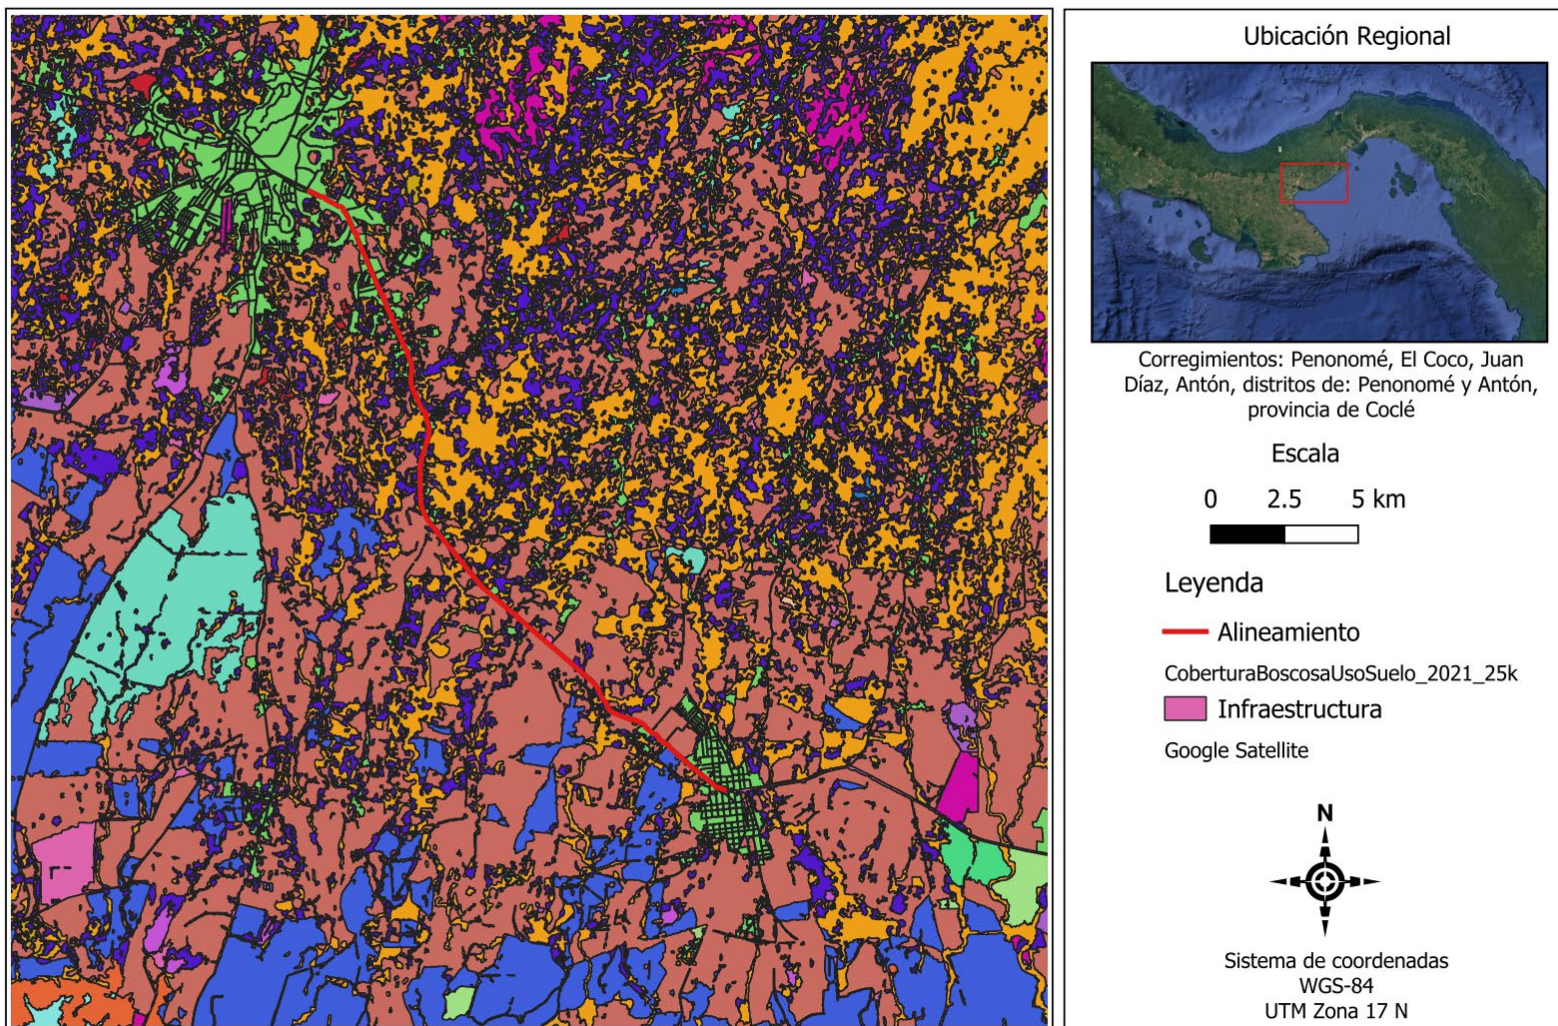 Ubicación Regional
Corregimientos: Penonomé, El Coco, Juan
Díaz, Antón, distritos de: Penonomé y Antón,
provincia de Coclé
Escala
0 2.5 5 km
Leyenda
Alineamiento
CoberturaBoscosaUsoSuelo_2021_25k
Infraestructura
Google Satellite
N
Sistema de coordenadas
WGS-84
UTM Zona 17 N